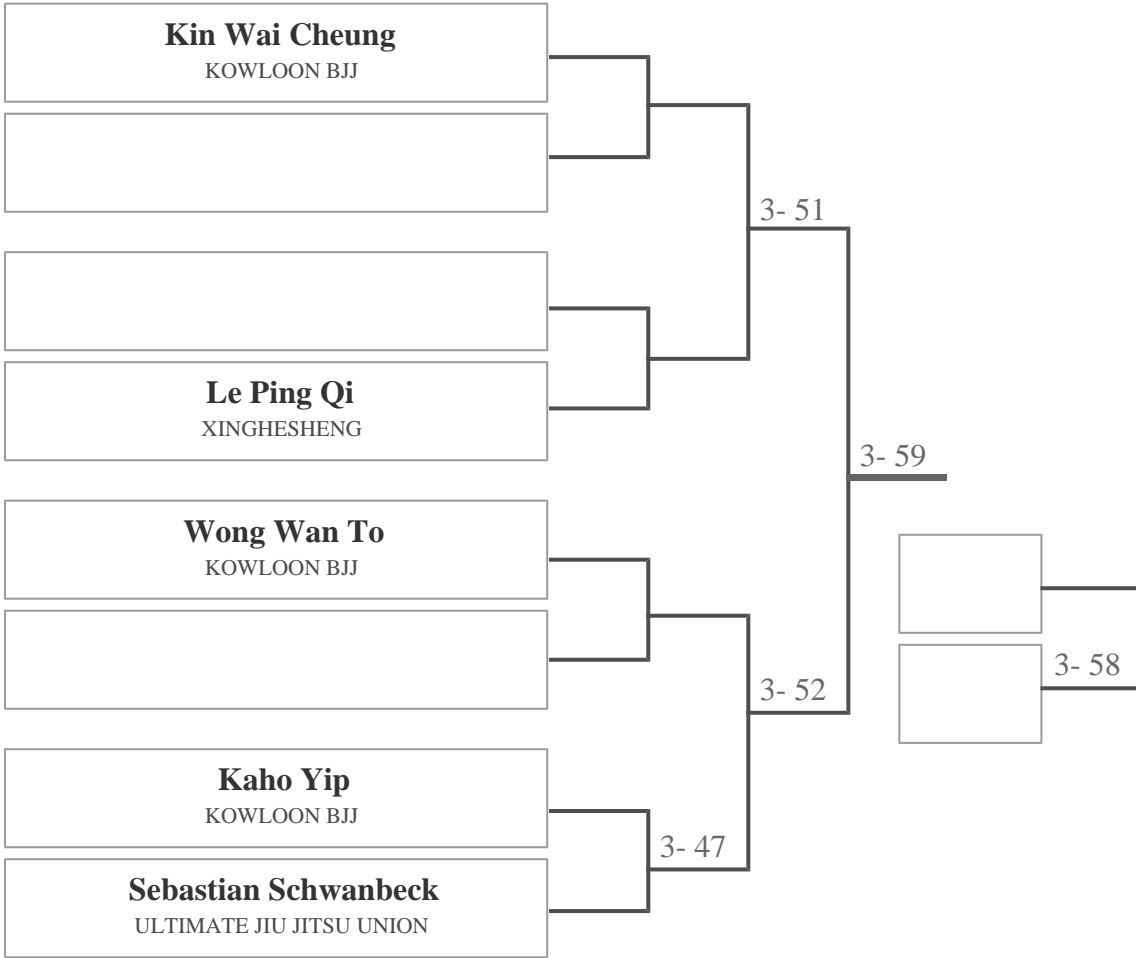 Kin Wai Cheung
KOWLOON BJJ
3- 51
Le Ping Qi
XINGHESHENG
3- 59
Wong Wan To
KOWLOON BJJ
3- 58
3- 52
Kaho Yip
KOWLOON BJJ
3- 47
Sebastian Schwanbeck
ULTIMATE JIU JITSU UNION